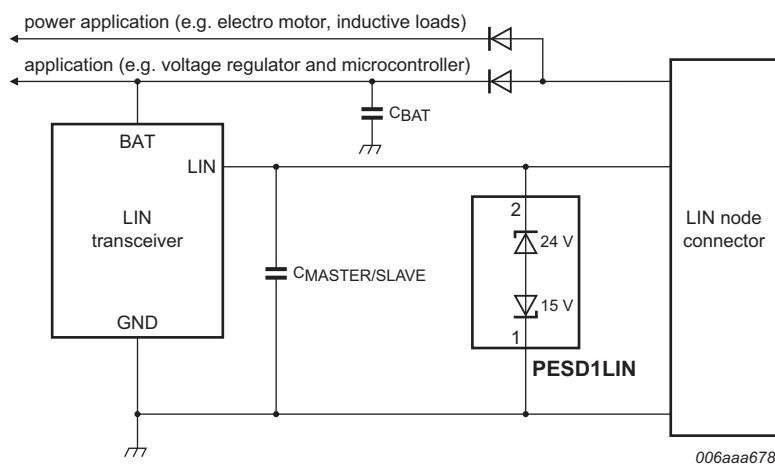 power application (e.g. electro motor, inductive loads)
application (e.g. voltage regulator and microcontroller)
CBAT
BAT
LIN
LIN
transceiver
2
24 V
LIN node
connector
CMASTER/SLAVE
15 V
GND
1
PESD1LIN
006aaa678